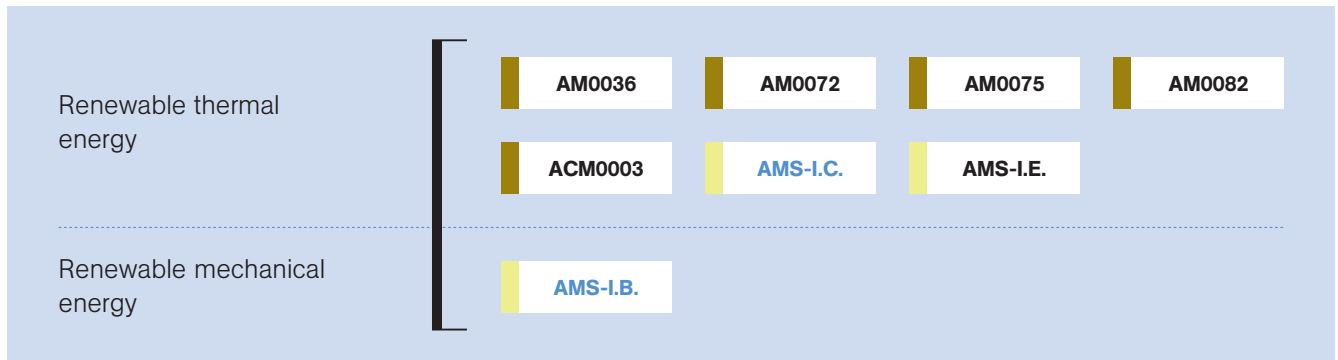 Renewable thermal
energy
AM0036 AM0072 AM0075 AM0082
ACM0003 AMS-I.C. AMS-I.E.
Renewable mechanical
energy
AMS-I.B.